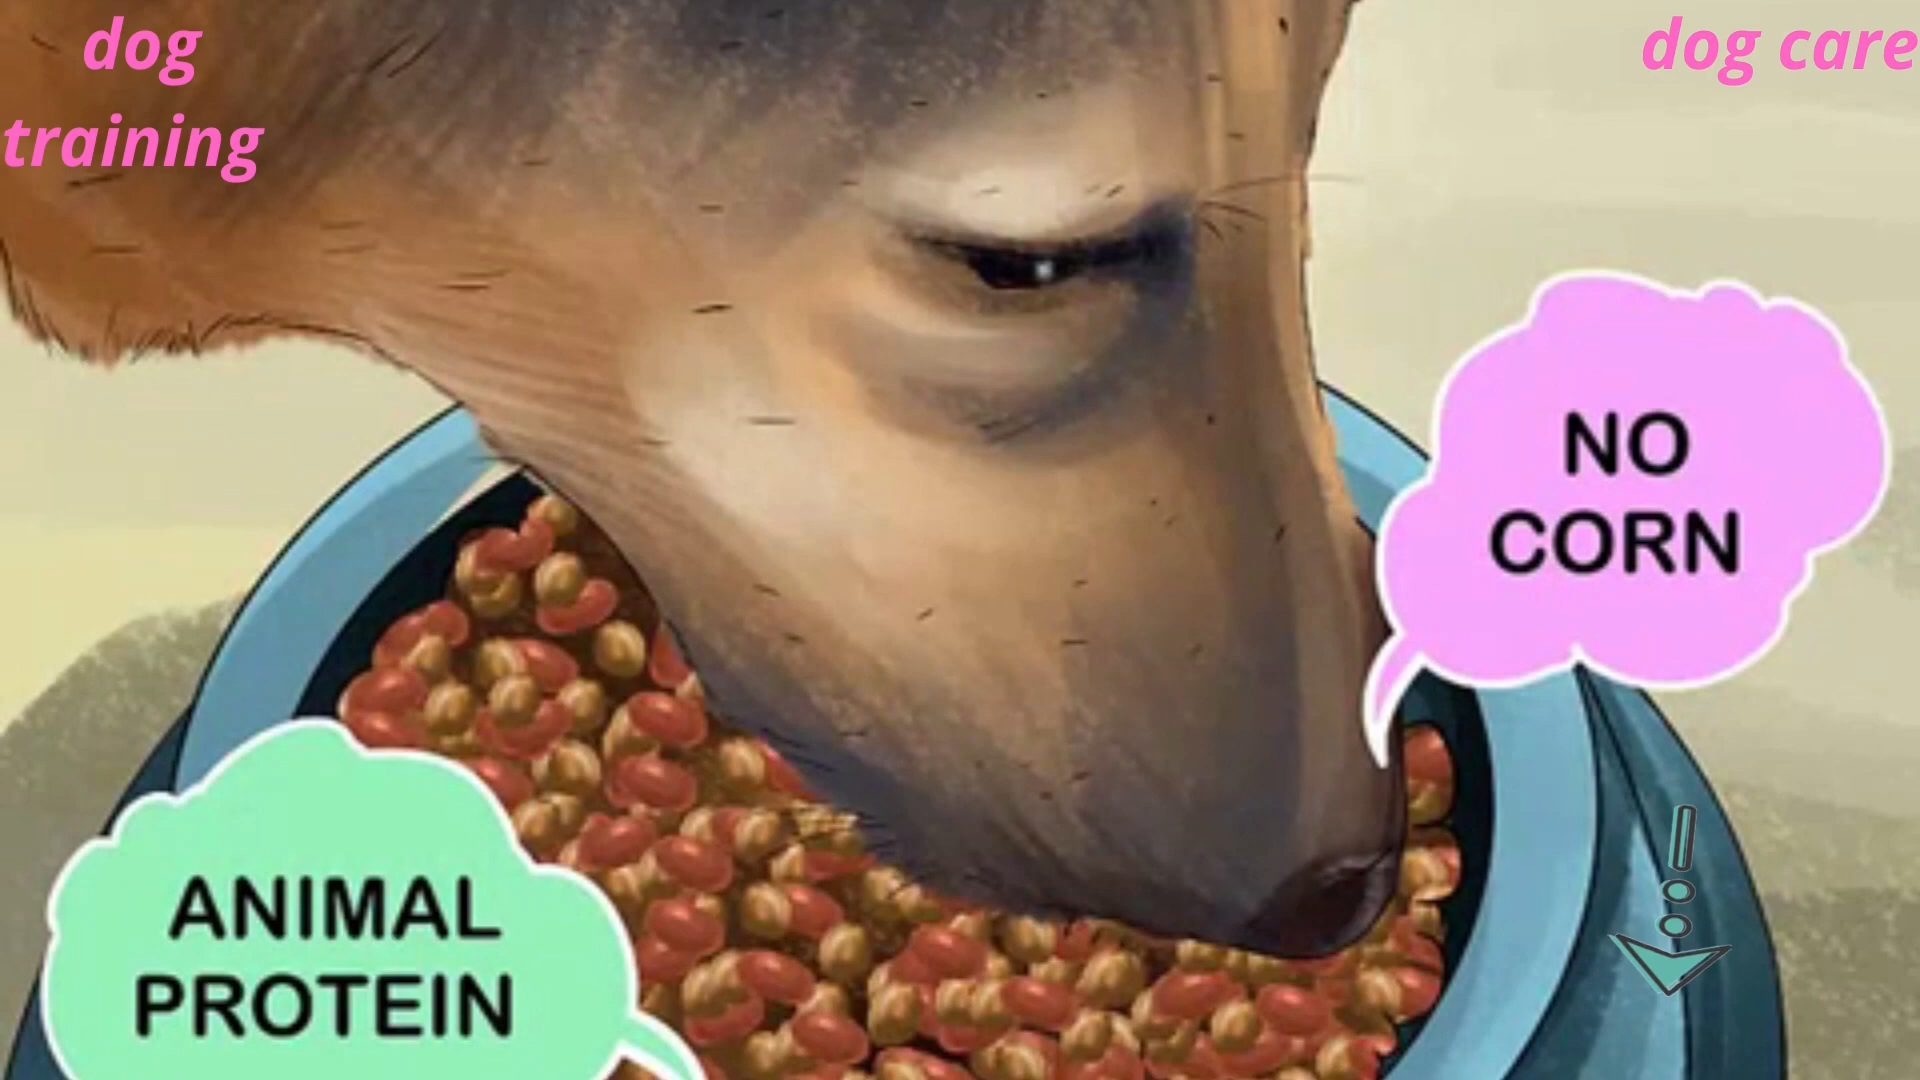 dog
training
dog care
NO
CORN
ANIMAL
PROTEIN